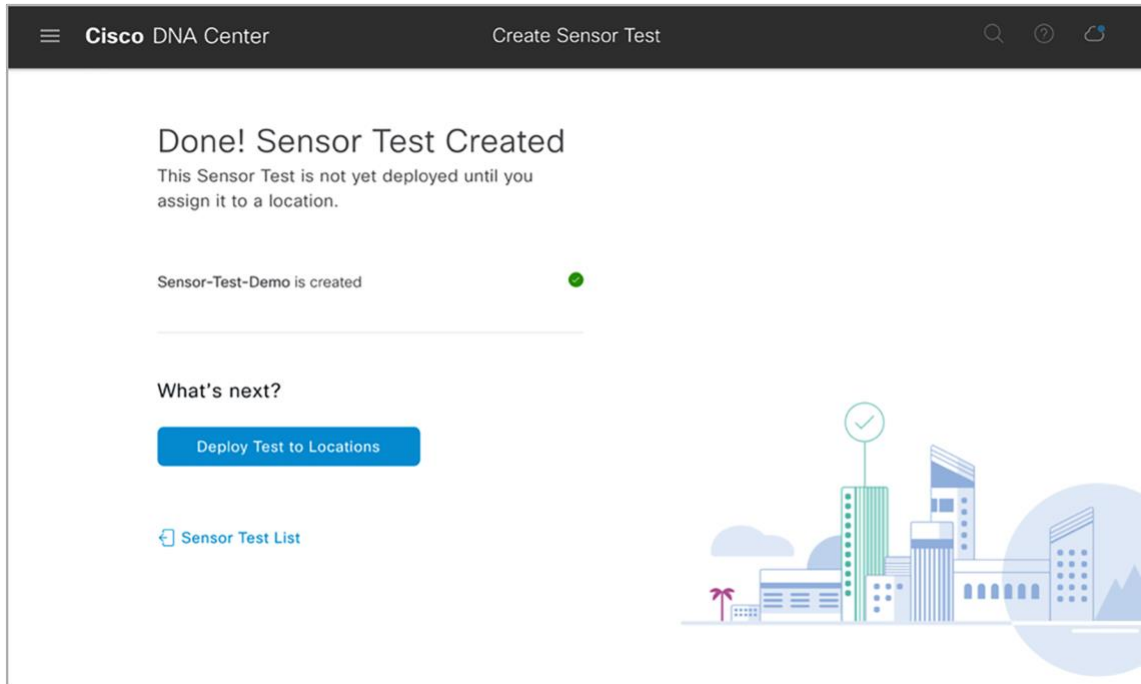 Cisco DNA Center
Create Sensor Test
Done! Sensor Test Created
This Sensor Test is not yet deployed until you
assign it to a location.
Sensor-Test-Demo is created
What's next?
Deploy Test to Locations
Sensor Test List